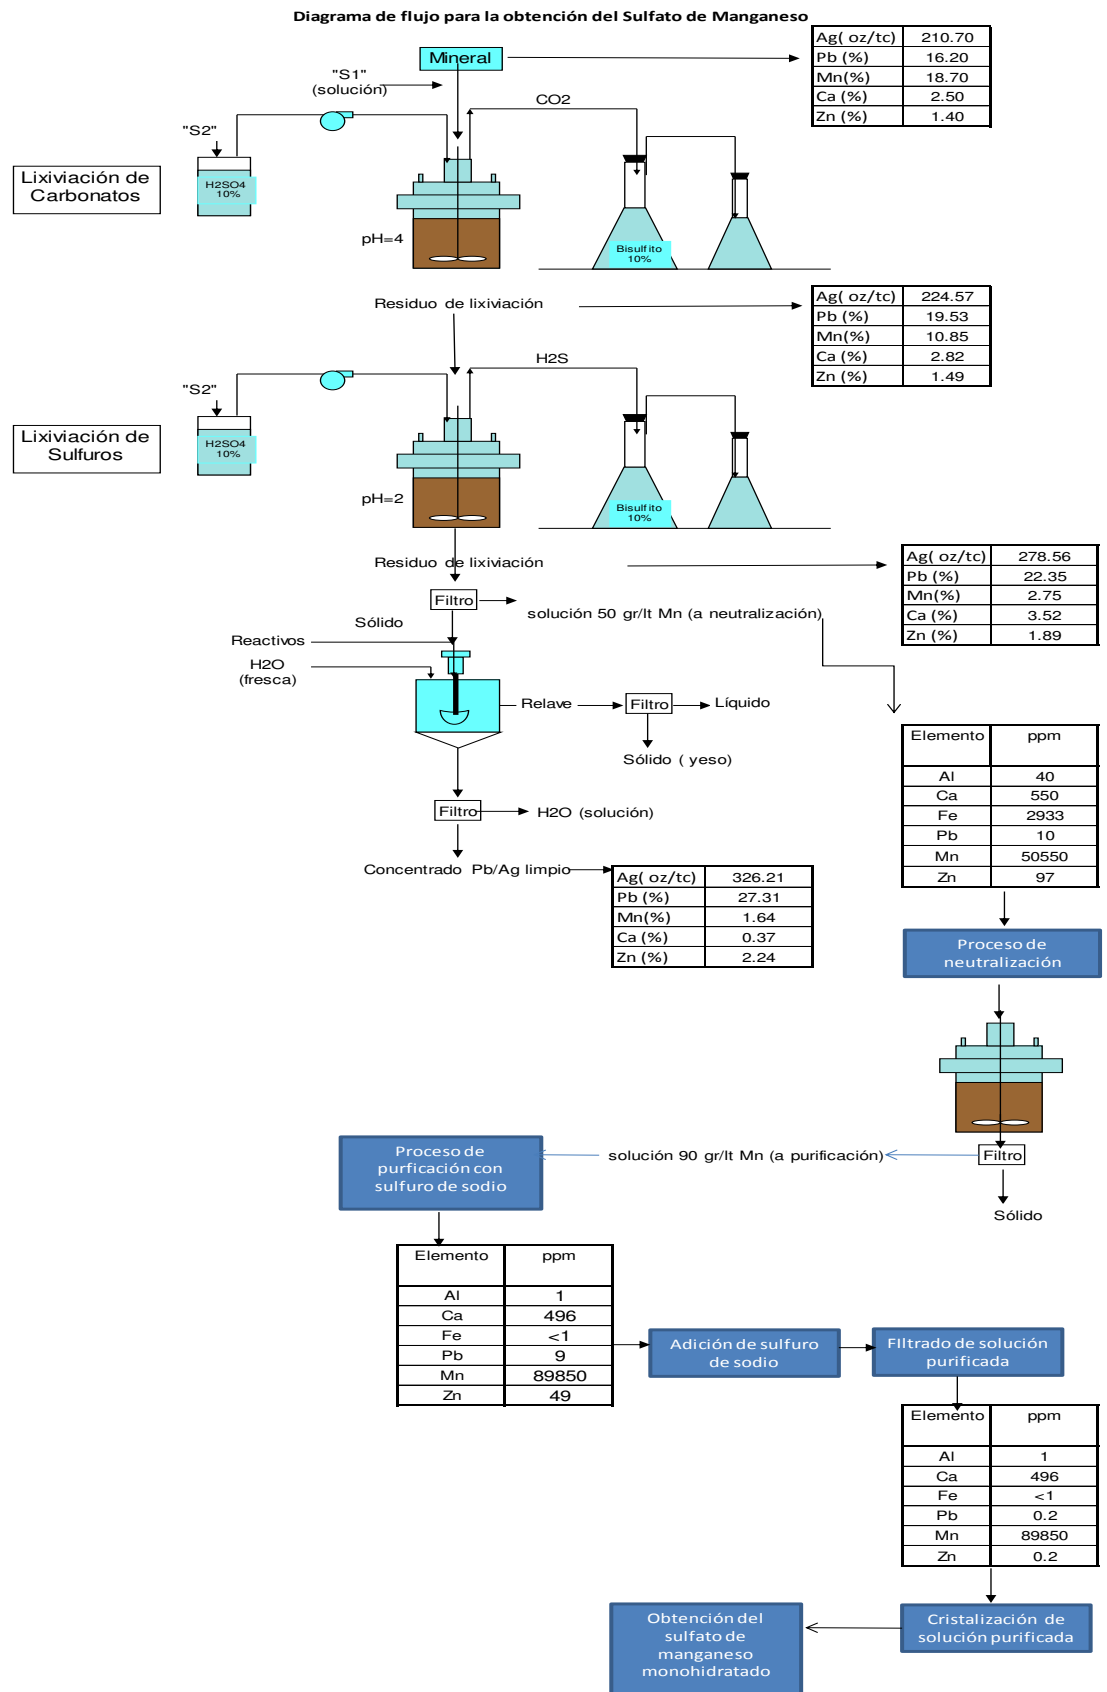 Diagrama de flujo para la obtención del Sulfato de Manganeso
Mineral
Ag( oz/tc) 210.70
Pb (%) 16.20
Mn(%) 18.70
Ca (%) 2.50
Zn (%) 1.40
"S1"
(solución)
CO2
"S2"
H2SO4
10%
Lixiviación de
Carbonatos
pH=4
Bisulfito
10%
Residuo de lixiviación
Ag( oz/tc) 224.57
Pb (%) 19.53
Mn(%) 10.85
Ca (%) 2.82
Zn (%) 1.49
H2S
"S2"
H2SO4
10%
Lixiviación de
Sulfuros
pH=2
Bisulfito
10%
Residuo de lixiviación
Ag( oz/tc) 278.56
Pb (%) 22.35
Mn(%) 2.75
Ca (%) 3.52
Zn (%) 1.89
Filtro
solución 50 gr/lt Mn (a neutralización)
Sólido
Reactivos
H2O
(fresca)
Relave
Filtro
Líquido
Sólido ( yeso)
Filtro
H2O (solución)
Concentrado Pb/Ag limpio
Ag( oz/tc) 326.21
Pb (%) 27.31
Mn(%) 1.64
Ca (%) 0.37
Zn (%) 2.24
Elemento ppm
Al 40
Ca 550
Fe 2933
Pb 10
Mn 50550
Zn 97
Proceso de
neutralización
Filtro
Sólido
solución 90 gr/lt Mn (a purificación)
Proceso de
purficación con
sulfuro de sodio
Elemento ppm
Al 1
Ca 496
Fe <1
Pb 9
Mn 89850
Zn 49
Adición de sulfuro
de sodio
FIltrado de solución
purificada
Elemento ppm
Al 1
Ca 496
Fe <1
Pb 0.2
Mn 89850
Zn 0.2
Cristalización de
solución purificada
Obtención del
sulfato de
manganeso
monohidratado